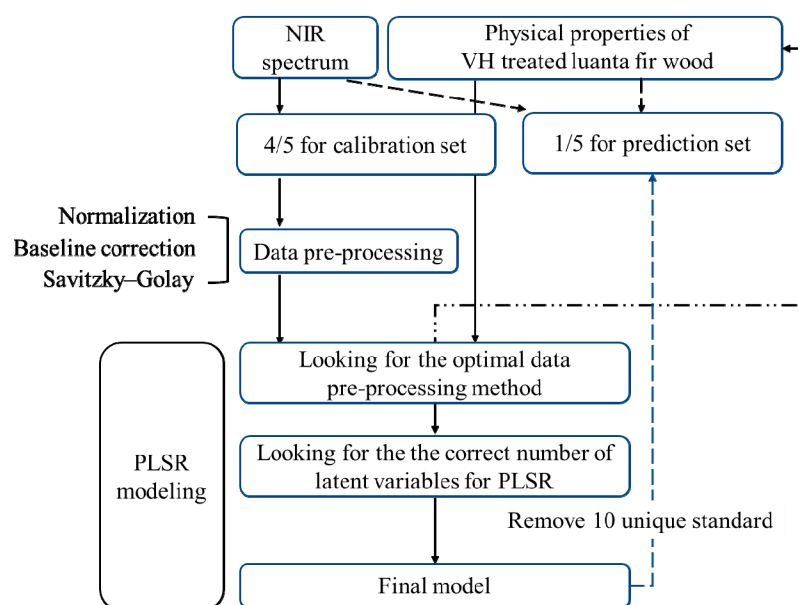 NIR
spectrum
Physical properties of
VH treated luanta fir wood
4/5 for calibration set
1/5 for prediction set
Normalization
Baseline correction
Savitzky–Golay
Data pre-processing
Looking for the optimal data
pre-processing method
PLSR
modeling
Looking for the the correct number of
latent variables for PLSR
Remove 10 unique standard
Final model